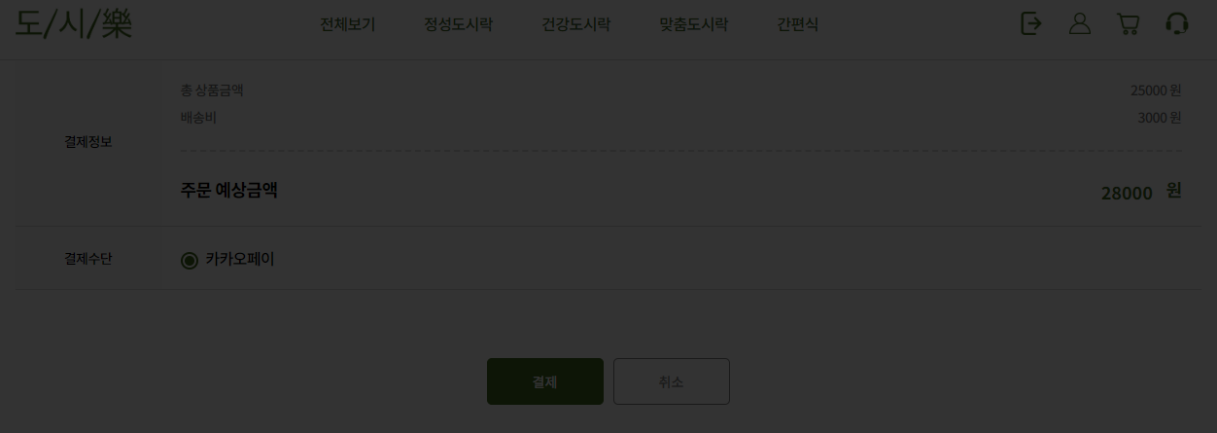 도/시/樂 전체보기 정성도시락 건강도시락 맞춤도시락 간편식
총 상품금액 25000 원
배송비 3000 원
결제정보
주문 예상금액 28000 원
결제수단 카카오페이
결제 취소